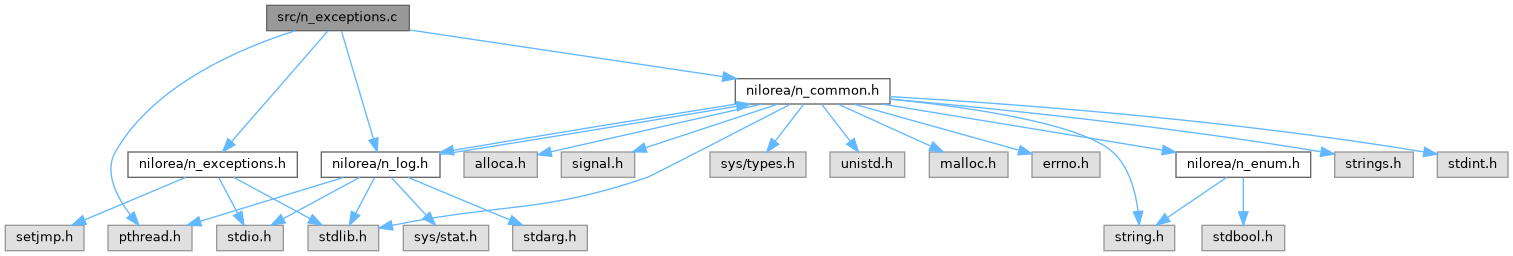 src/n_exceptions.c
nilorea/n_common.h
nilorea/n_exceptions.h
nilorea/n_log.h
alloca.h
signal.h
sys/types.h
unistd.h
malloc.h
errno.h
nilorea/n_enum.h
strings.h
stdint.h
setjmp.h
pthread.h
stdio.h
stdlib.h
sys/stat.h
stdarg.h
string.h
stdbool.h